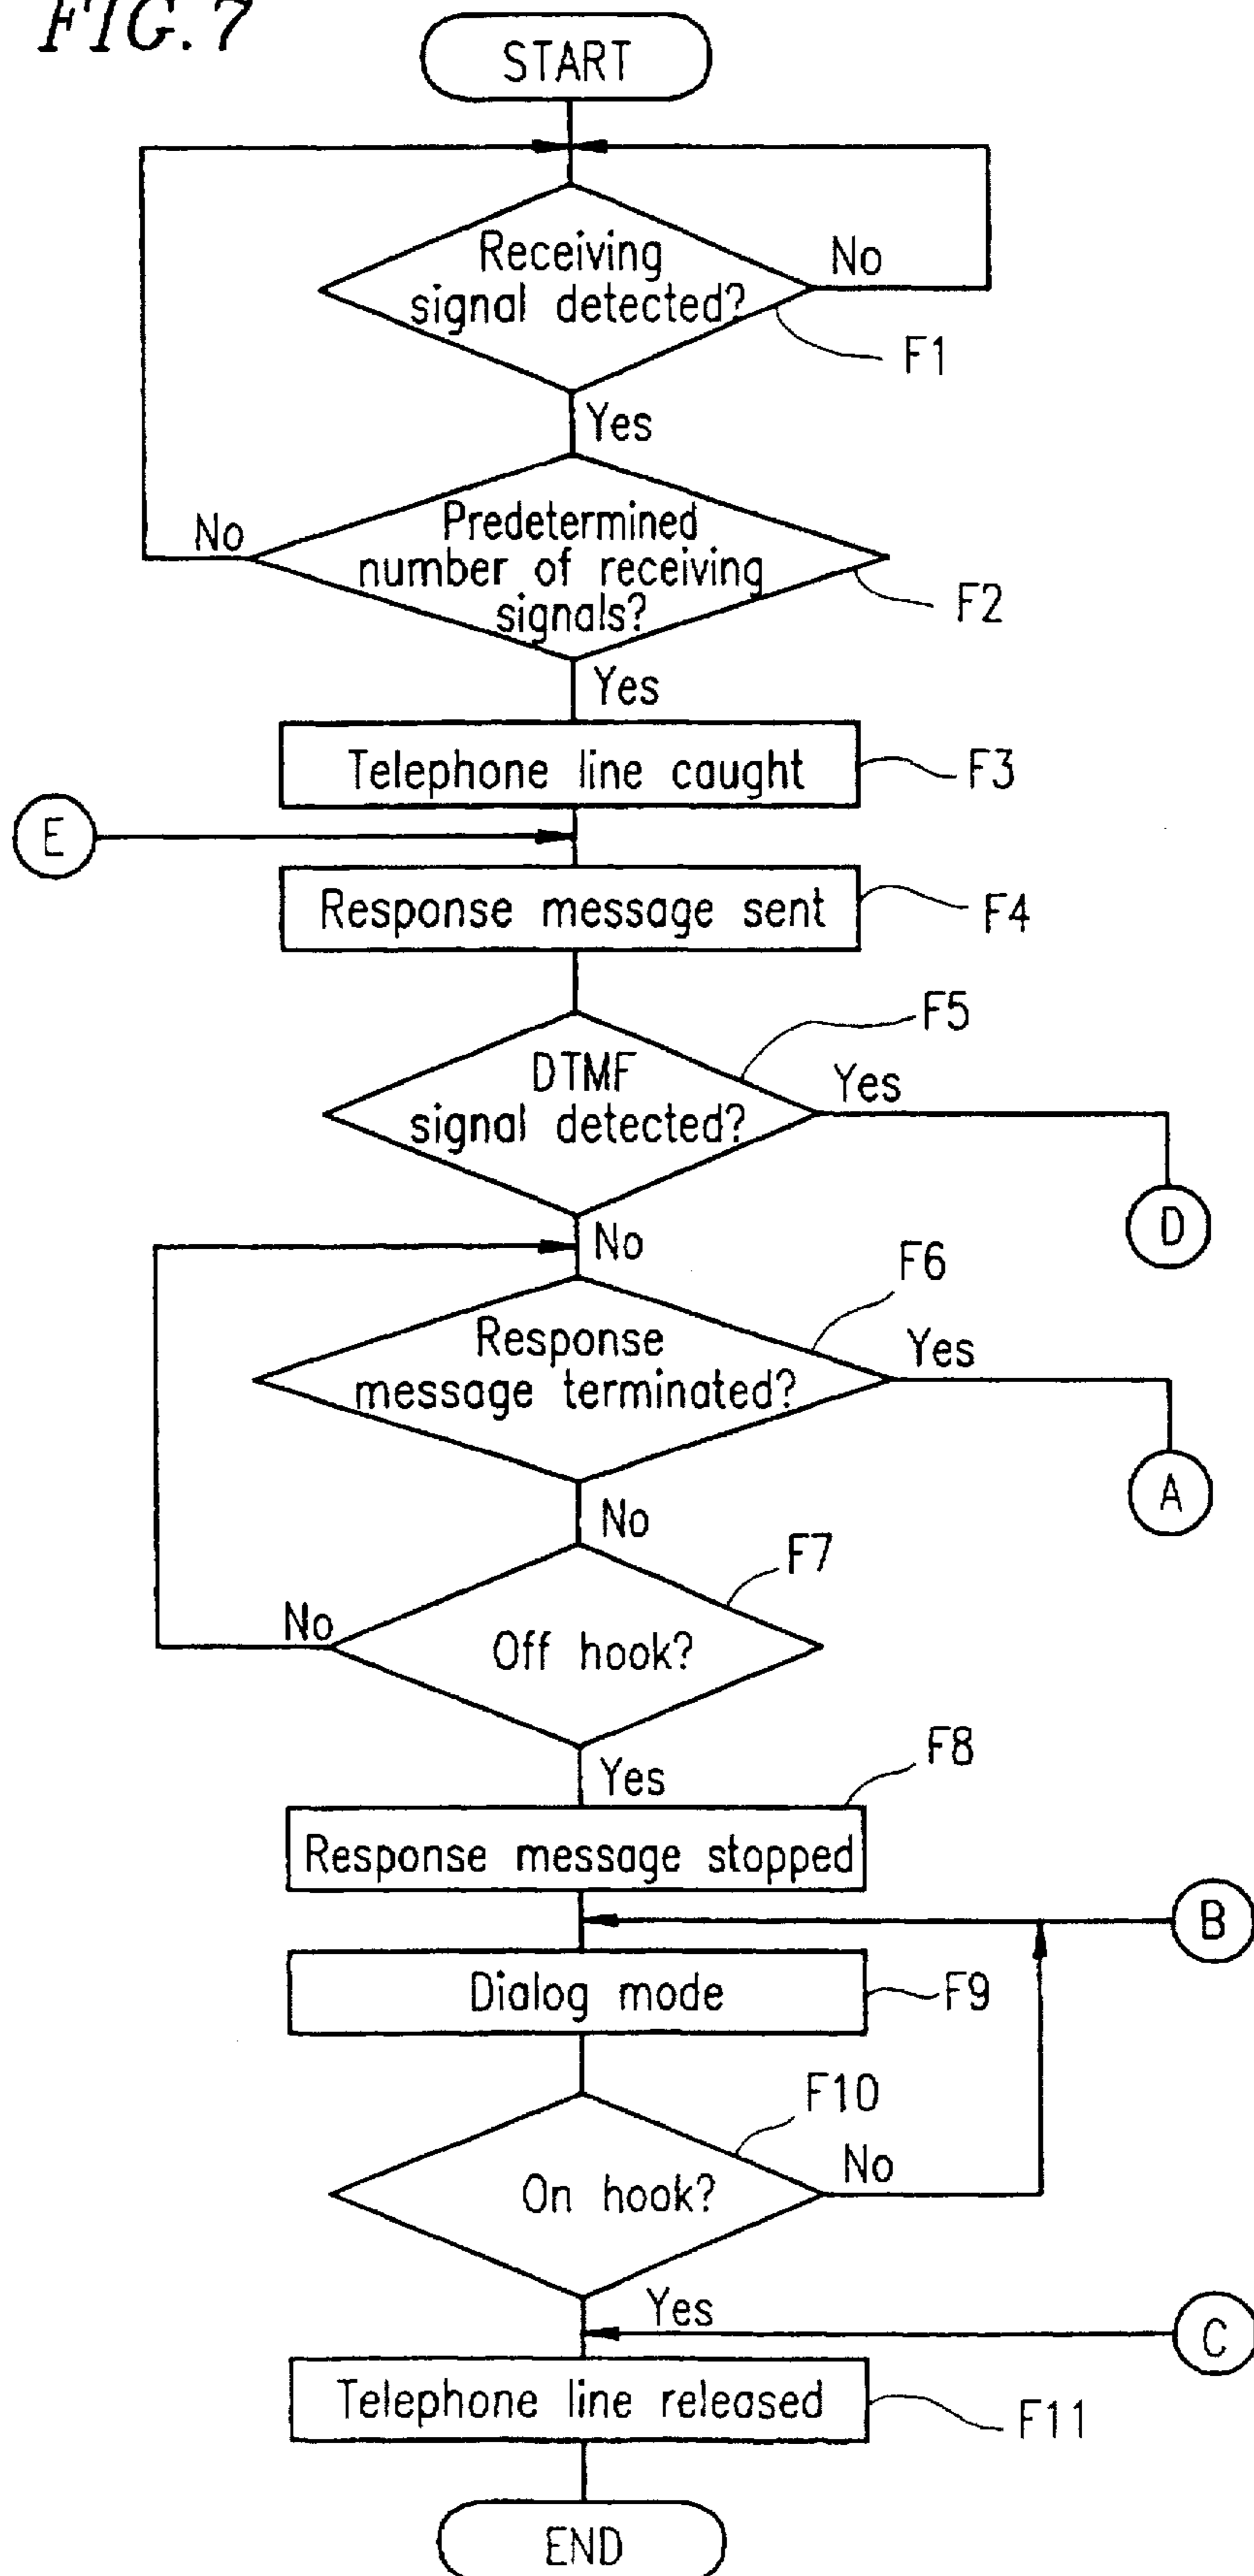 FIG. 7
START
Receiving
signal detected?
No
F1
Yes
Predetermined
number of receiving
signals?
No
F2
Yes
Telephone line caught
F3
E
Response message sent
F4
F5
DTMF
signal detected?
Yes
D
No
F6
Response
message terminated?
Yes
A
No
F7
Off hook?
No
F8
Yes
Response message stopped
B
Dialog mode
F9
F10
On hook?
No
Yes
C
Telephone line released
F11
END